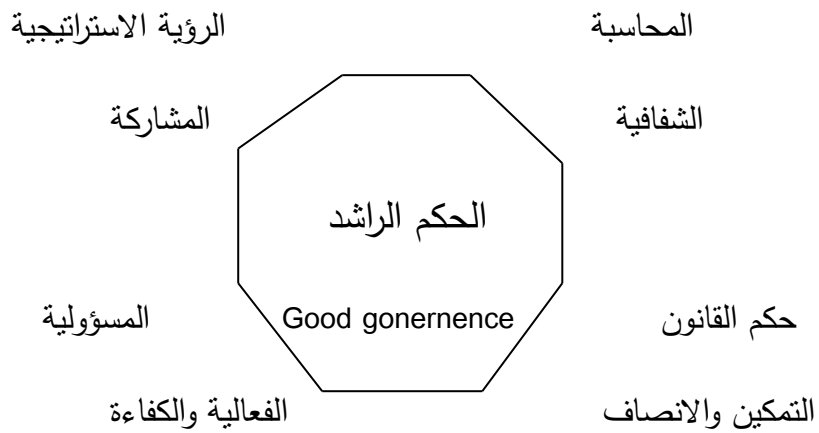 المحاسبة
الرؤية الاستراتيجية
الشفافية
المشاركة
الحكم الراشد
Good gonernence
حكم القانون
المسؤولية
التمكين والانصاف
الفعالية والكفاءة